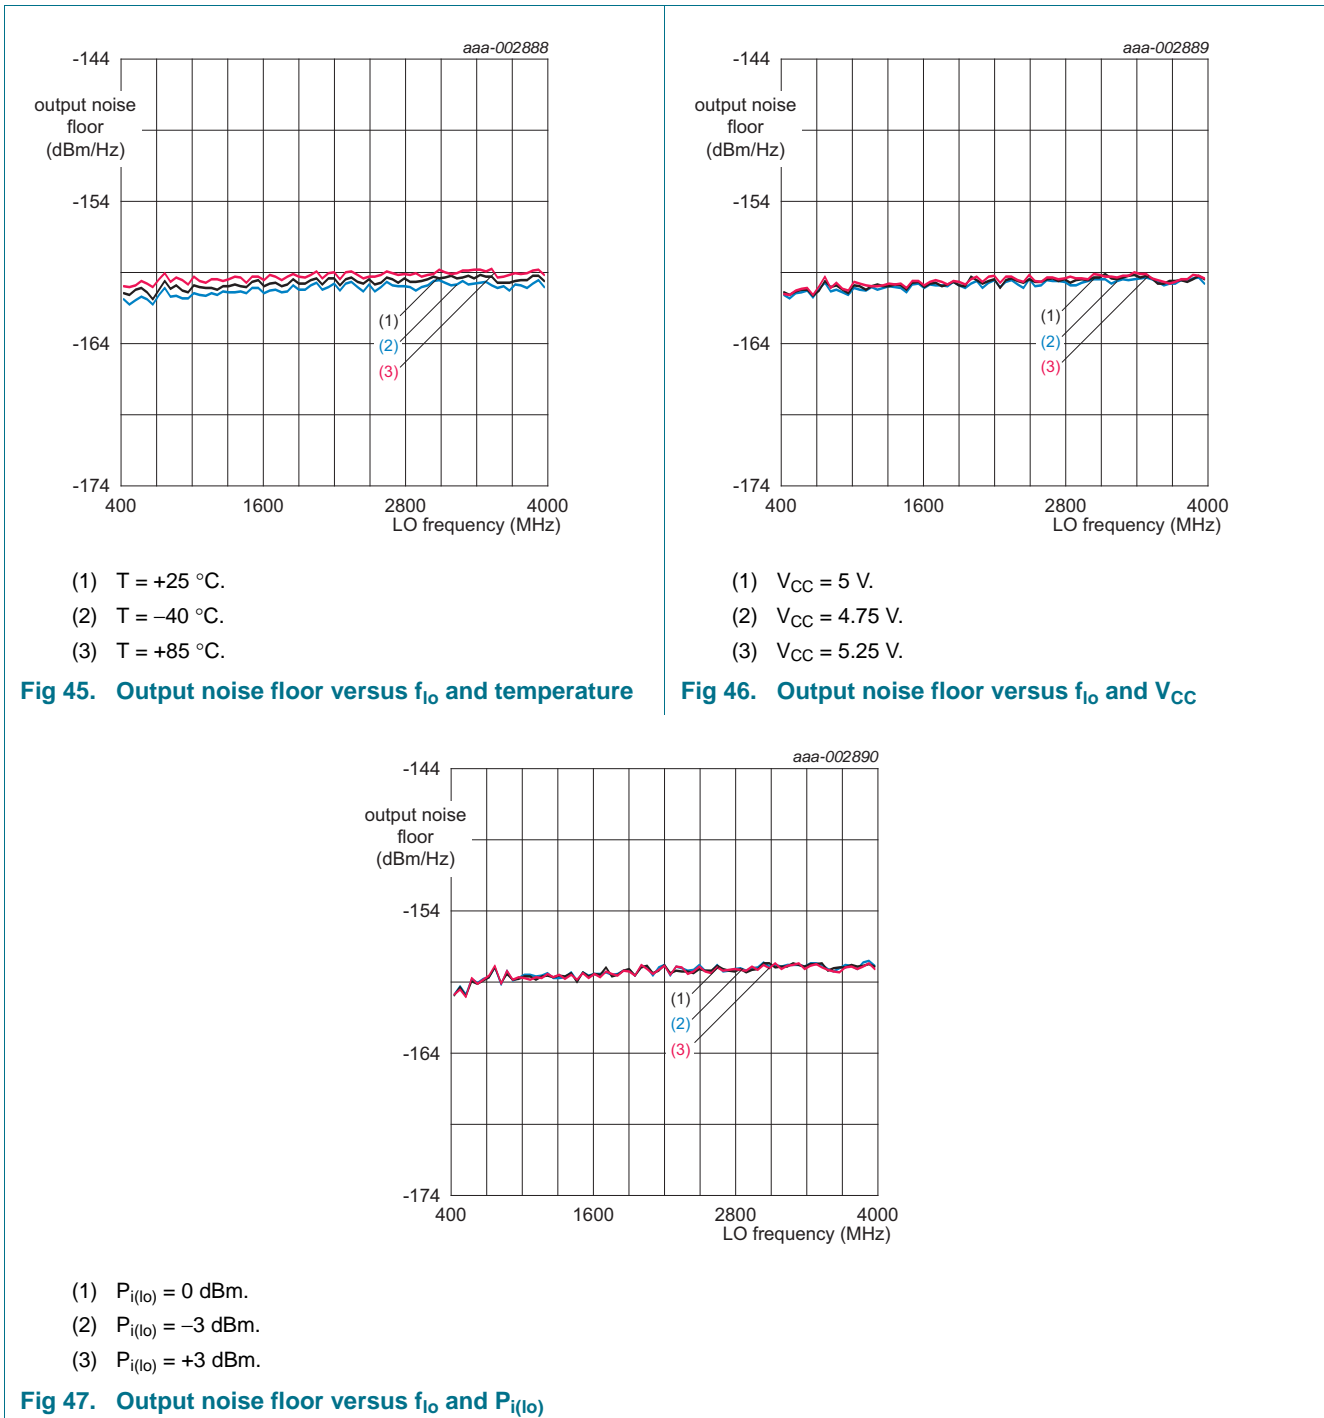 aaa-002888
-144
output noise
floor
(dBm/Hz)
-154
-164
-174
(1)
(2)
(3)
400 1600 2800 4000
LO frequency (MHz)
(1) T = +25 °C.
(2) T = −40 °C.
(3) T = +85 °C.
Fig 45. Output noise floor versus flo and temperature
aaa-002889
-144
output noise
floor
(dBm/Hz)
-154
-164
-174
(1)
(2)
(3)
400 1600 2800 4000
LO frequency (MHz)
(1) VCC = 5 V.
(2) VCC = 4.75 V.
(3) VCC = 5.25 V.
Fig 46. Output noise floor versus flo and VCC
aaa-002890
-144
output noise
floor
(dBm/Hz)
-154
-164
-174
(1)
(2)
(3)
400 1600 2800 4000
LO frequency (MHz)
(1) Pi(lo) = 0 dBm.
(2) Pi(lo) = −3 dBm.
(3) Pi(lo) = +3 dBm.
Fig 47. Output noise floor versus flo and Pi(lo)